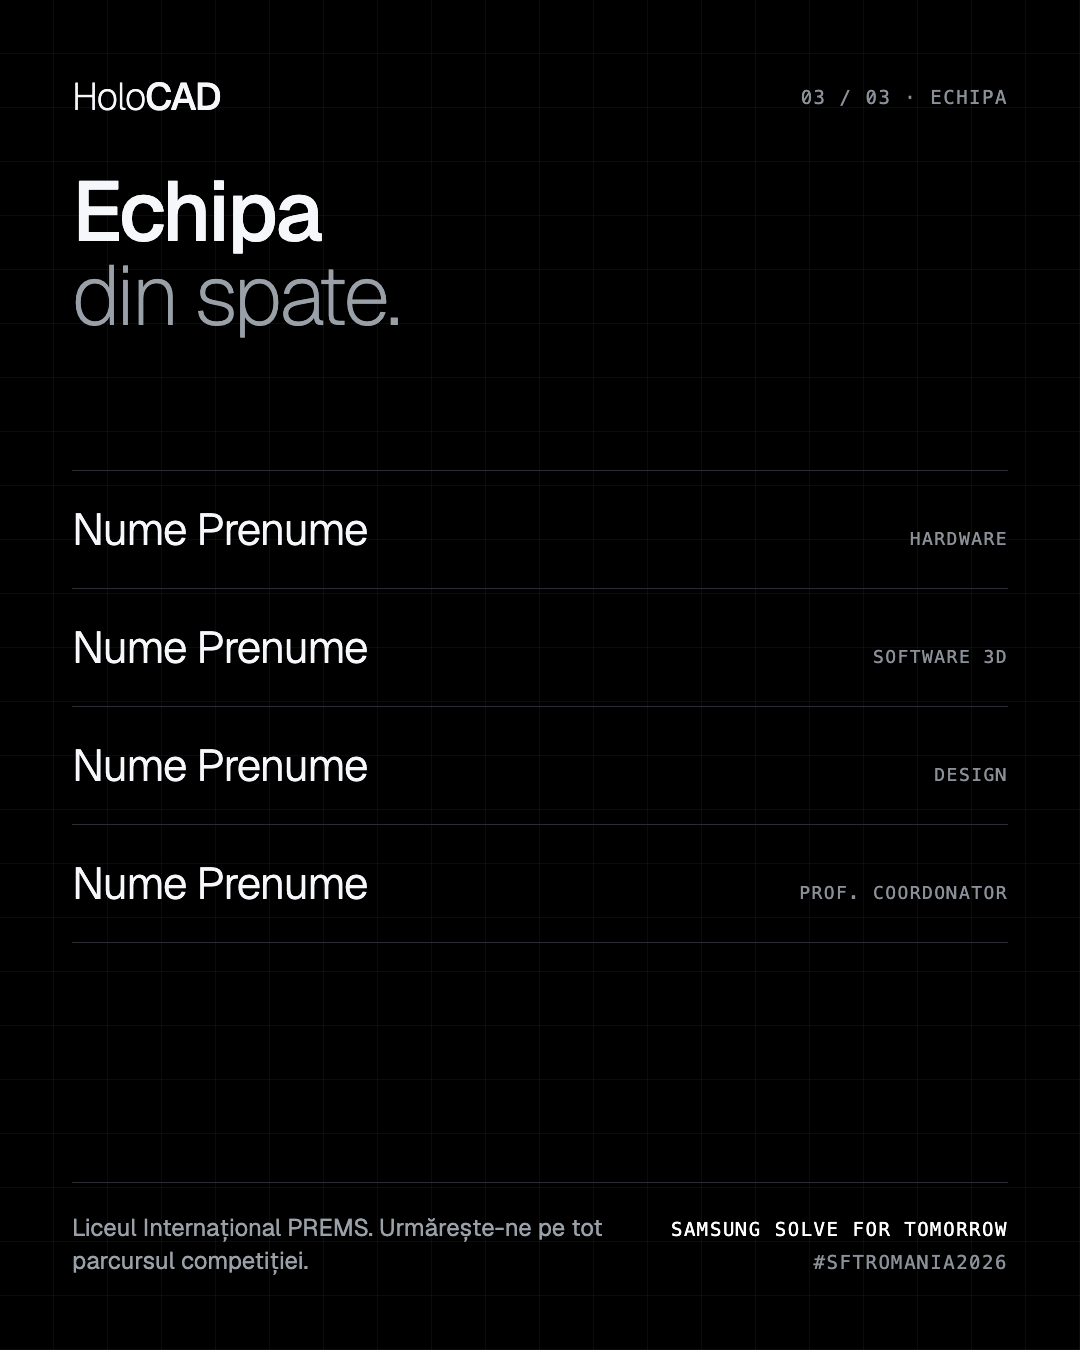 HoloCAD
03 / 03 · ECHIPA
Echipa
din spate.
Nume Prenume
HARDWARE
Nume Prenume
SOFTWARE 3D
Nume Prenume
DESIGN
Nume Prenume
PROF. COORDONATOR
Liceul Internațional PREMS. Urmărește-ne pe tot
parcursul competiției.
SAMSUNG SOLVE FOR TOMORROW
#SFTROMANIA2026